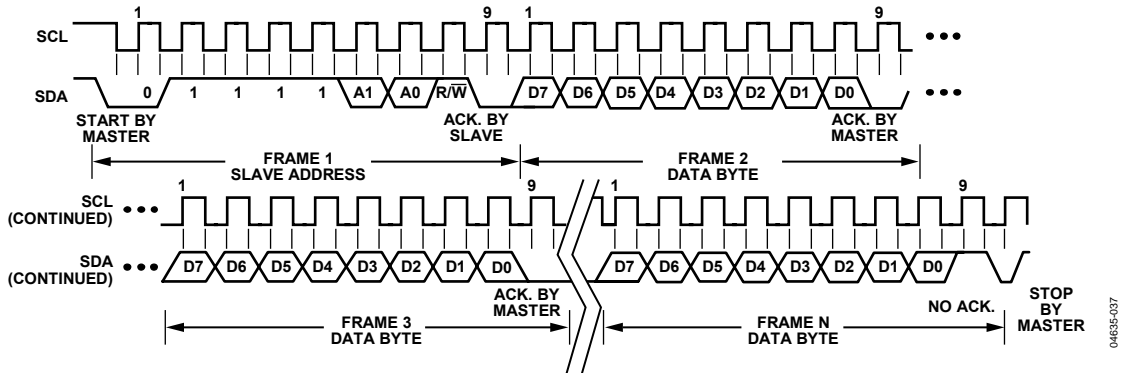 1 9 1 9
SCL
SDA 0 1 1 1 1 A1 A0 R/W̅ D7 D6 D5 D4 D3 D2 D1 D0
START BY
MASTER
ACK. BY
SLAVE
ACK. BY
MASTER
FRAME 1
SLAVE ADDRESS
FRAME 2
DATA BYTE
1 9 1 9
SCL
(CONTINUED)
SDA
(CONTINUED)
D7 D6 D5 D4 D3 D2 D1 D0 D7 D6 D5 D4 D3 D2 D1 D0
ACK. BY
MASTER
NO ACK.
STOP
BY
MASTER
FRAME 3
DATA BYTE
FRAME N
DATA BYTE
04635-037